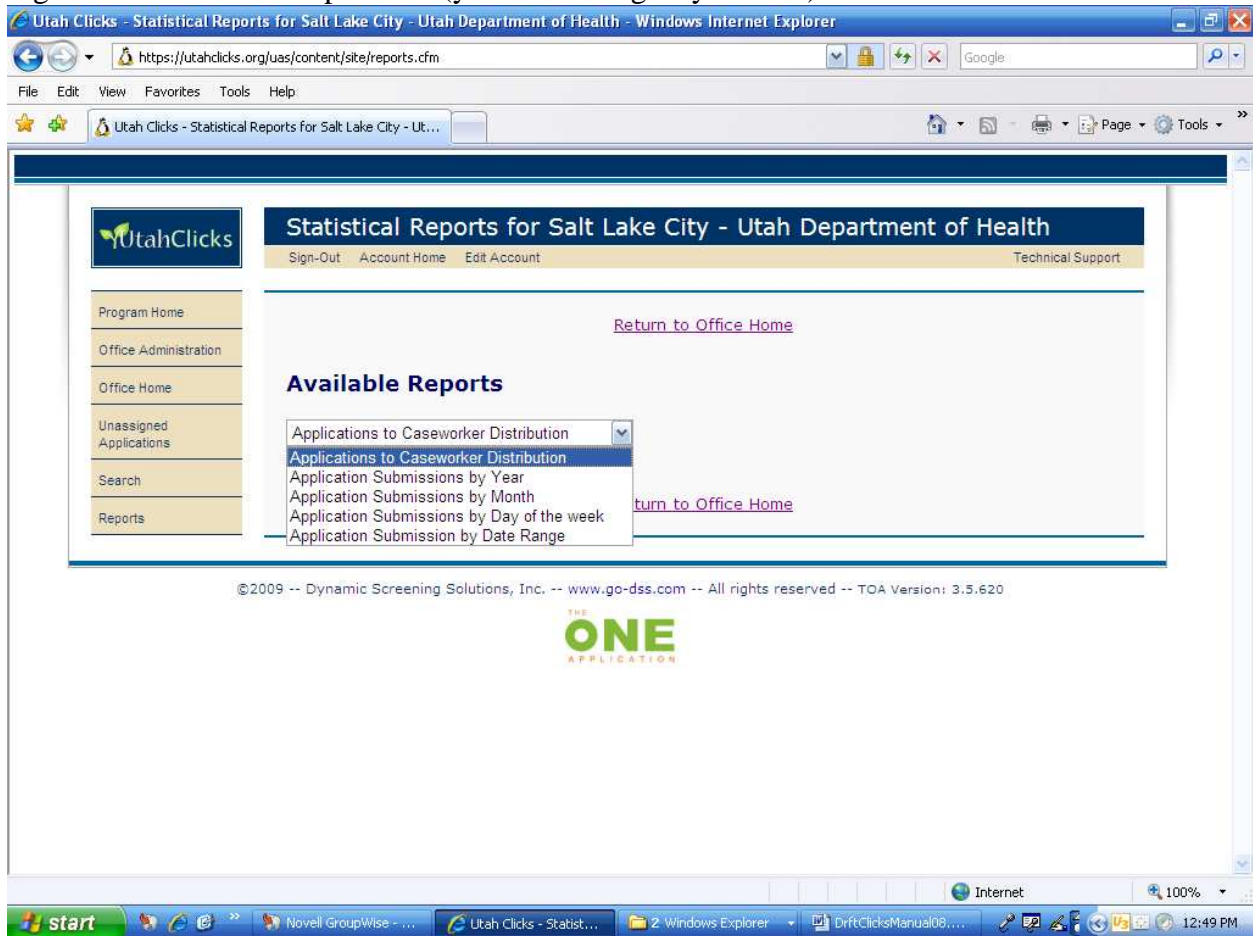 Utah Clicks - Statistical Reports for Salt Lake City - Utah Department of Health - Windows Internet Explorer
https://utahclicks.org/uas/content/site/reports.cfm
Google
File Edit View Favorites Tools Help
Utah Clicks - Statistical Reports for Salt Lake City - Ut...
Page Tools
UtahClicks
Statistical Reports for Salt Lake City - Utah Department of Health
Sign-Out Account Home Edit Account Technical Support
Program Home
Office Administration
Office Home
Unassigned
Applications
Search
Reports
Return to Office Home
Available Reports
Applications to Caseworker Distribution
Applications to Caseworker Distribution
Application Submissions by Year
Application Submissions by Month
Application Submissions by Day of the week
Application Submission by Date Range
turn to Office Home
©2009 -- Dynamic Screening Solutions, Inc. -- www.go-dss.com -- All rights reserved -- TOA Version: 3.5.620
THE
ONE
APPLICATION
Internet 100%
start Novell GroupWise - ... Utah Clicks - Statist... 2 Windows Explorer DrftClicksManual08.... 12:49 PM